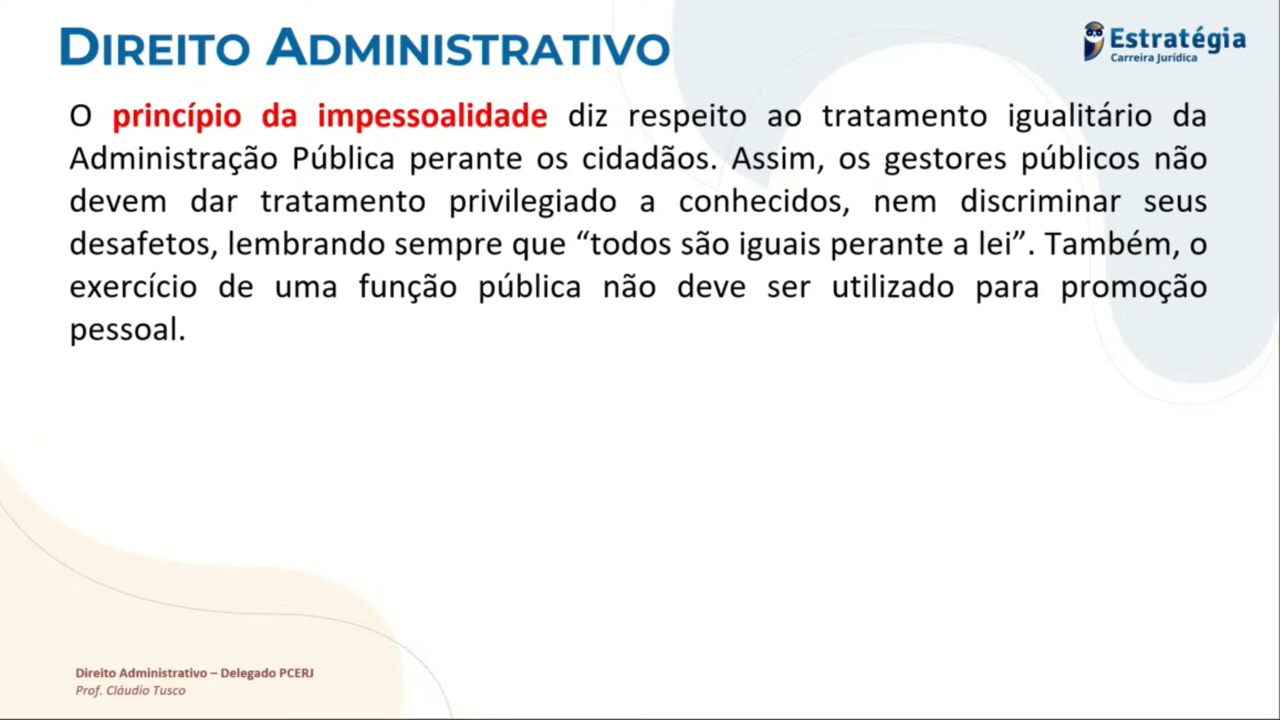 DIREITO ADMINISTRATIVO
Estratégia
Carreira Jurídica
O princípio da impessoalidade diz respeito ao tratamento igualitário da
Administração Pública perante os cidadãos. Assim, os gestores públicos não
devem dar tratamento privilegiado a conhecidos, nem discriminar seus
desafetos, lembrando sempre que “todos são iguais perante a lei”. Também, o
exercício de uma função pública não deve ser utilizado para promoção
pessoal.
Direito Administrativo – Delegado PCERJ
Prof. Cláudio Tusco